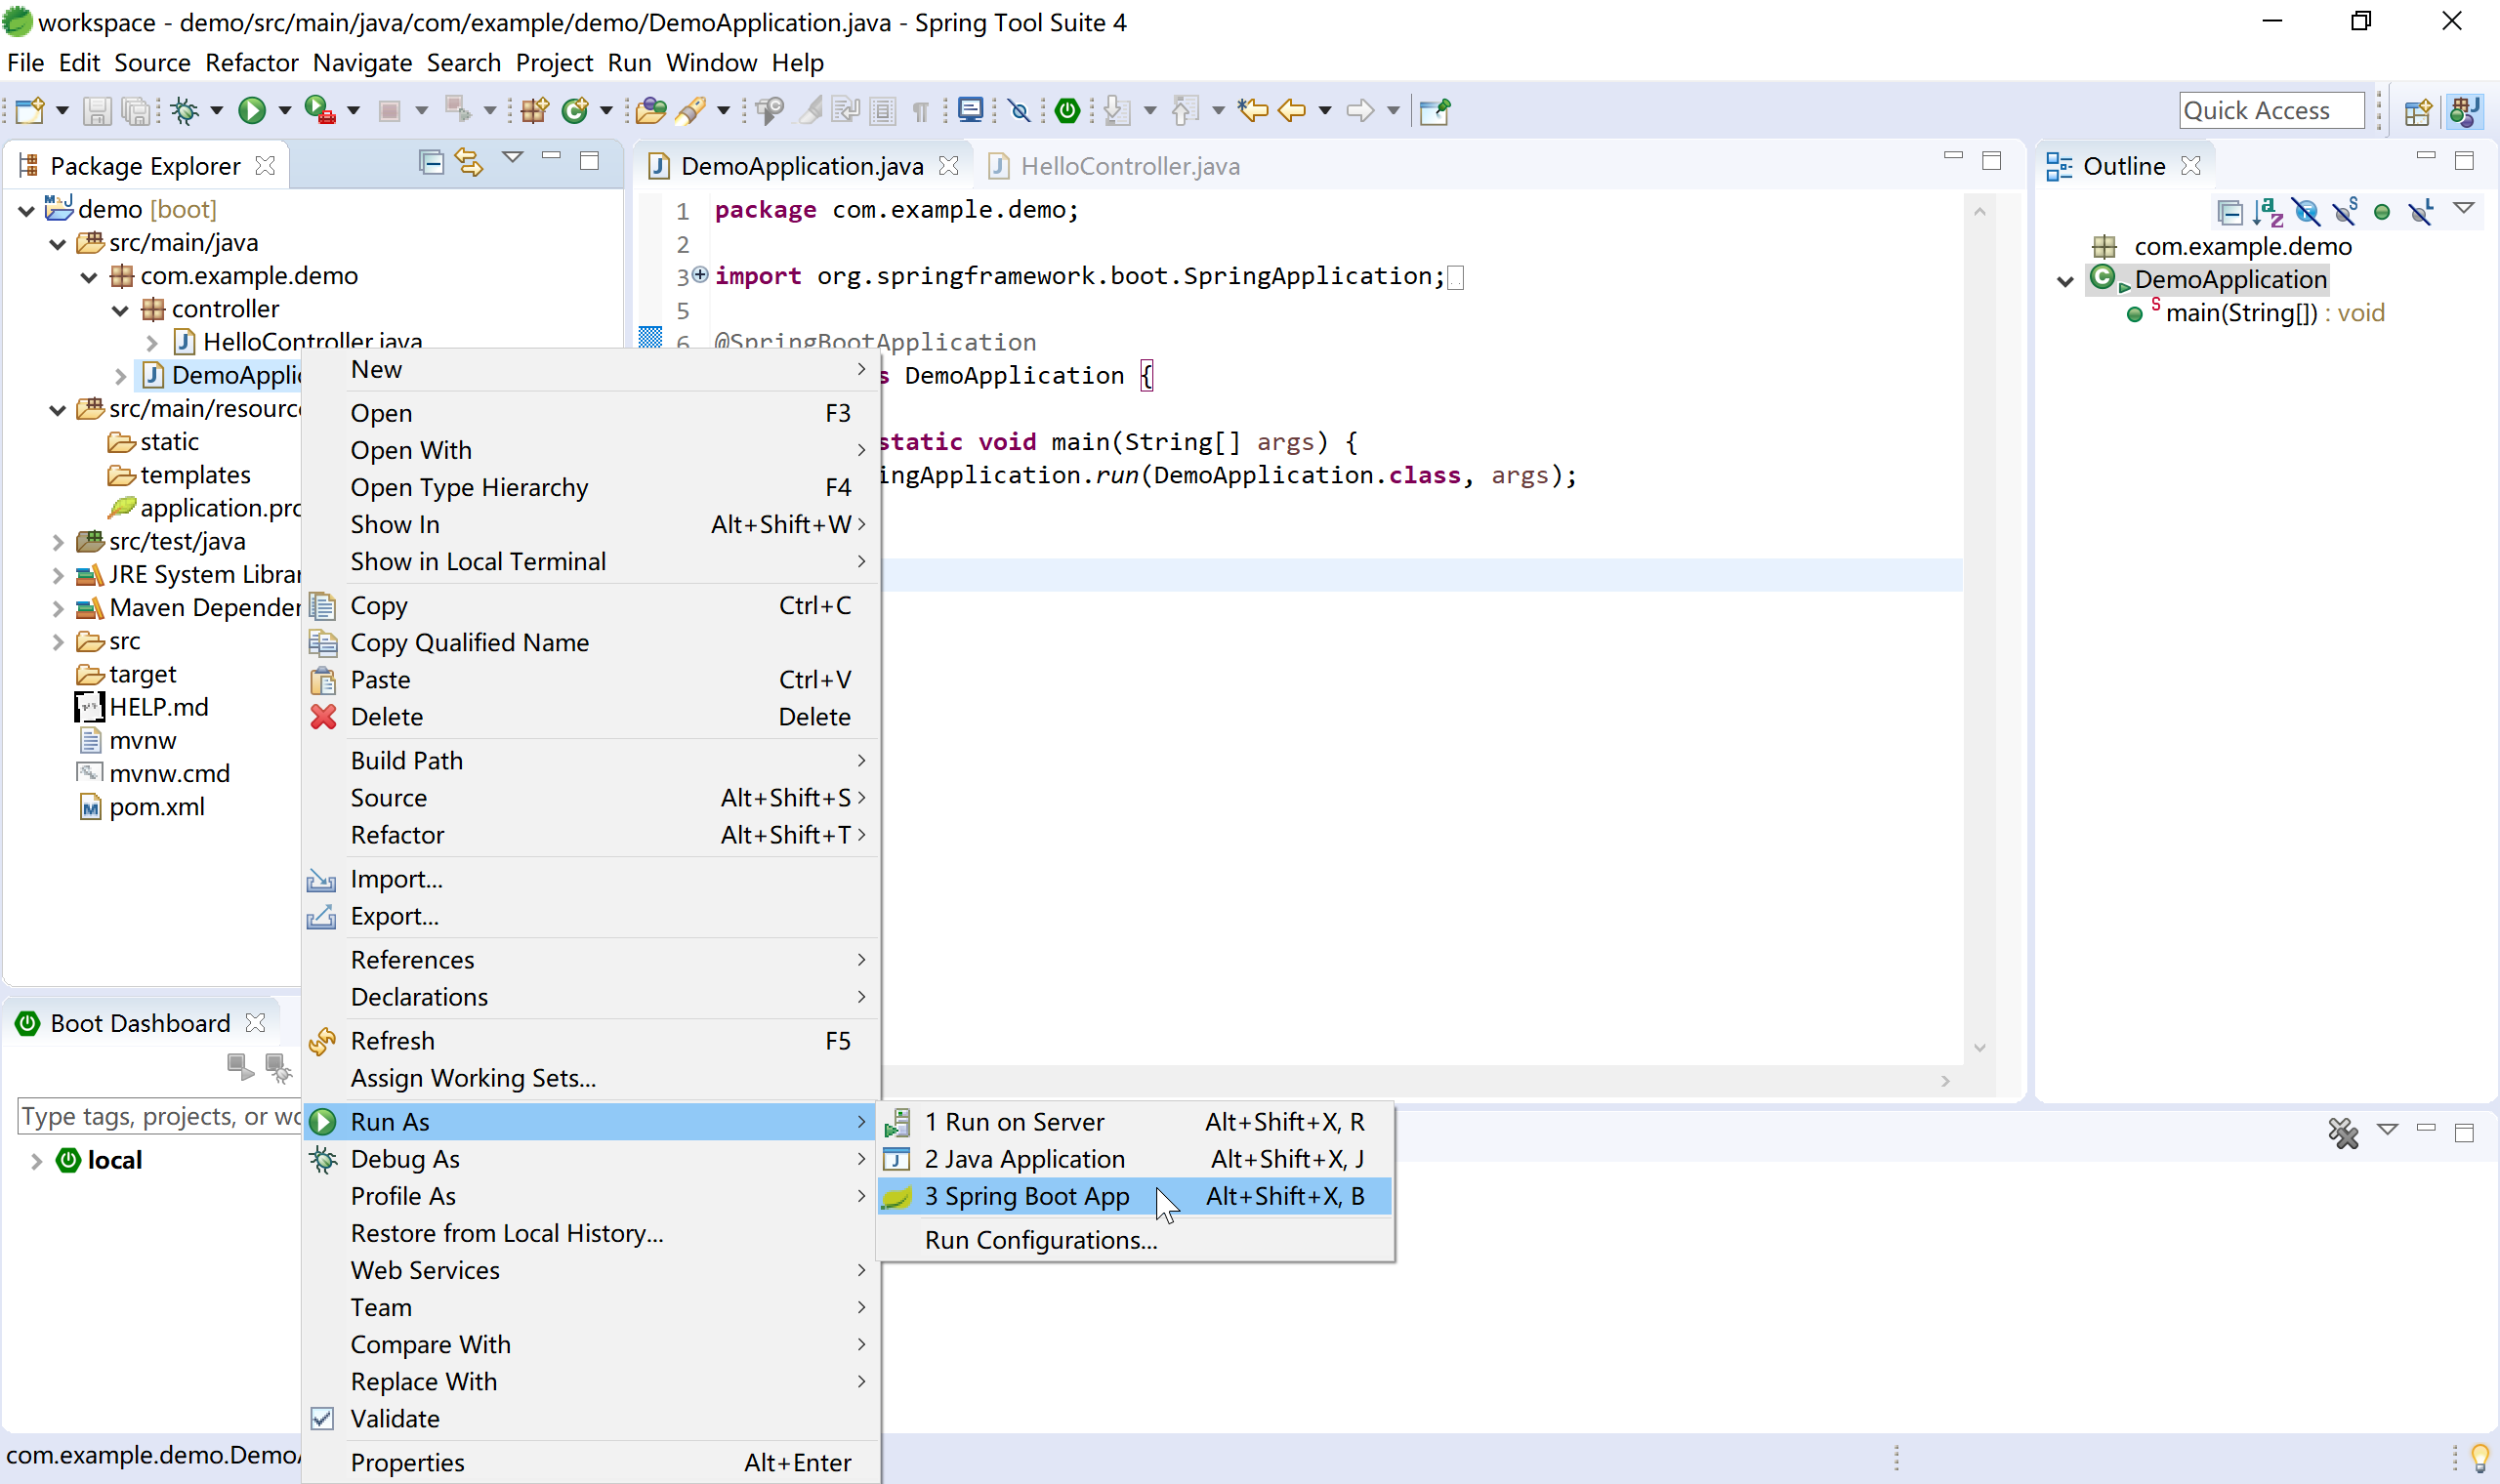 workspace - demo/src/main/java/com/example/demo/DemoApplication.java - Spring Tool Suite 4
File Edit Source Refactor Navigate Search Project Run Window Help
Quick Access
Package Explorer
demo [boot]
src/main/java
com.example.demo
controller
HelloController.java
DemoApplic
src/main/resourc
static
templates
application.pro
src/test/java
JRE System Librar
Maven Depender
src
target
HELP.md
mvnw
mvnw.cmd
pom.xml
Boot Dashboard
Type tags, projects, or wo
local
com.example.demo.Demo
DemoApplication.java
HelloController.java
1 package com.example.demo;
2
3 import org.springframework.boot.SpringApplication;
5
6 @SpringBootApplication
s DemoApplication {
static void main(String[] args) {
ingApplication.run(DemoApplication.class, args);
New
Open F3
Open With
Open Type Hierarchy F4
Show In Alt+Shift+W
Show in Local Terminal
Copy Ctrl+C
Copy Qualified Name
Paste Ctrl+V
Delete Delete
Build Path
Source Alt+Shift+S
Refactor Alt+Shift+T
Import...
Export...
References
Declarations
Refresh F5
Assign Working Sets...
Run As
Debug As
Profile As
Restore from Local History...
Web Services
Team
Compare With
Replace With
Validate
Properties Alt+Enter
1 Run on Server Alt+Shift+X, R
2 Java Application Alt+Shift+X, J
3 Spring Boot App Alt+Shift+X, B
Run Configurations...
Outline
com.example.demo
DemoApplication
main(String[]) : void